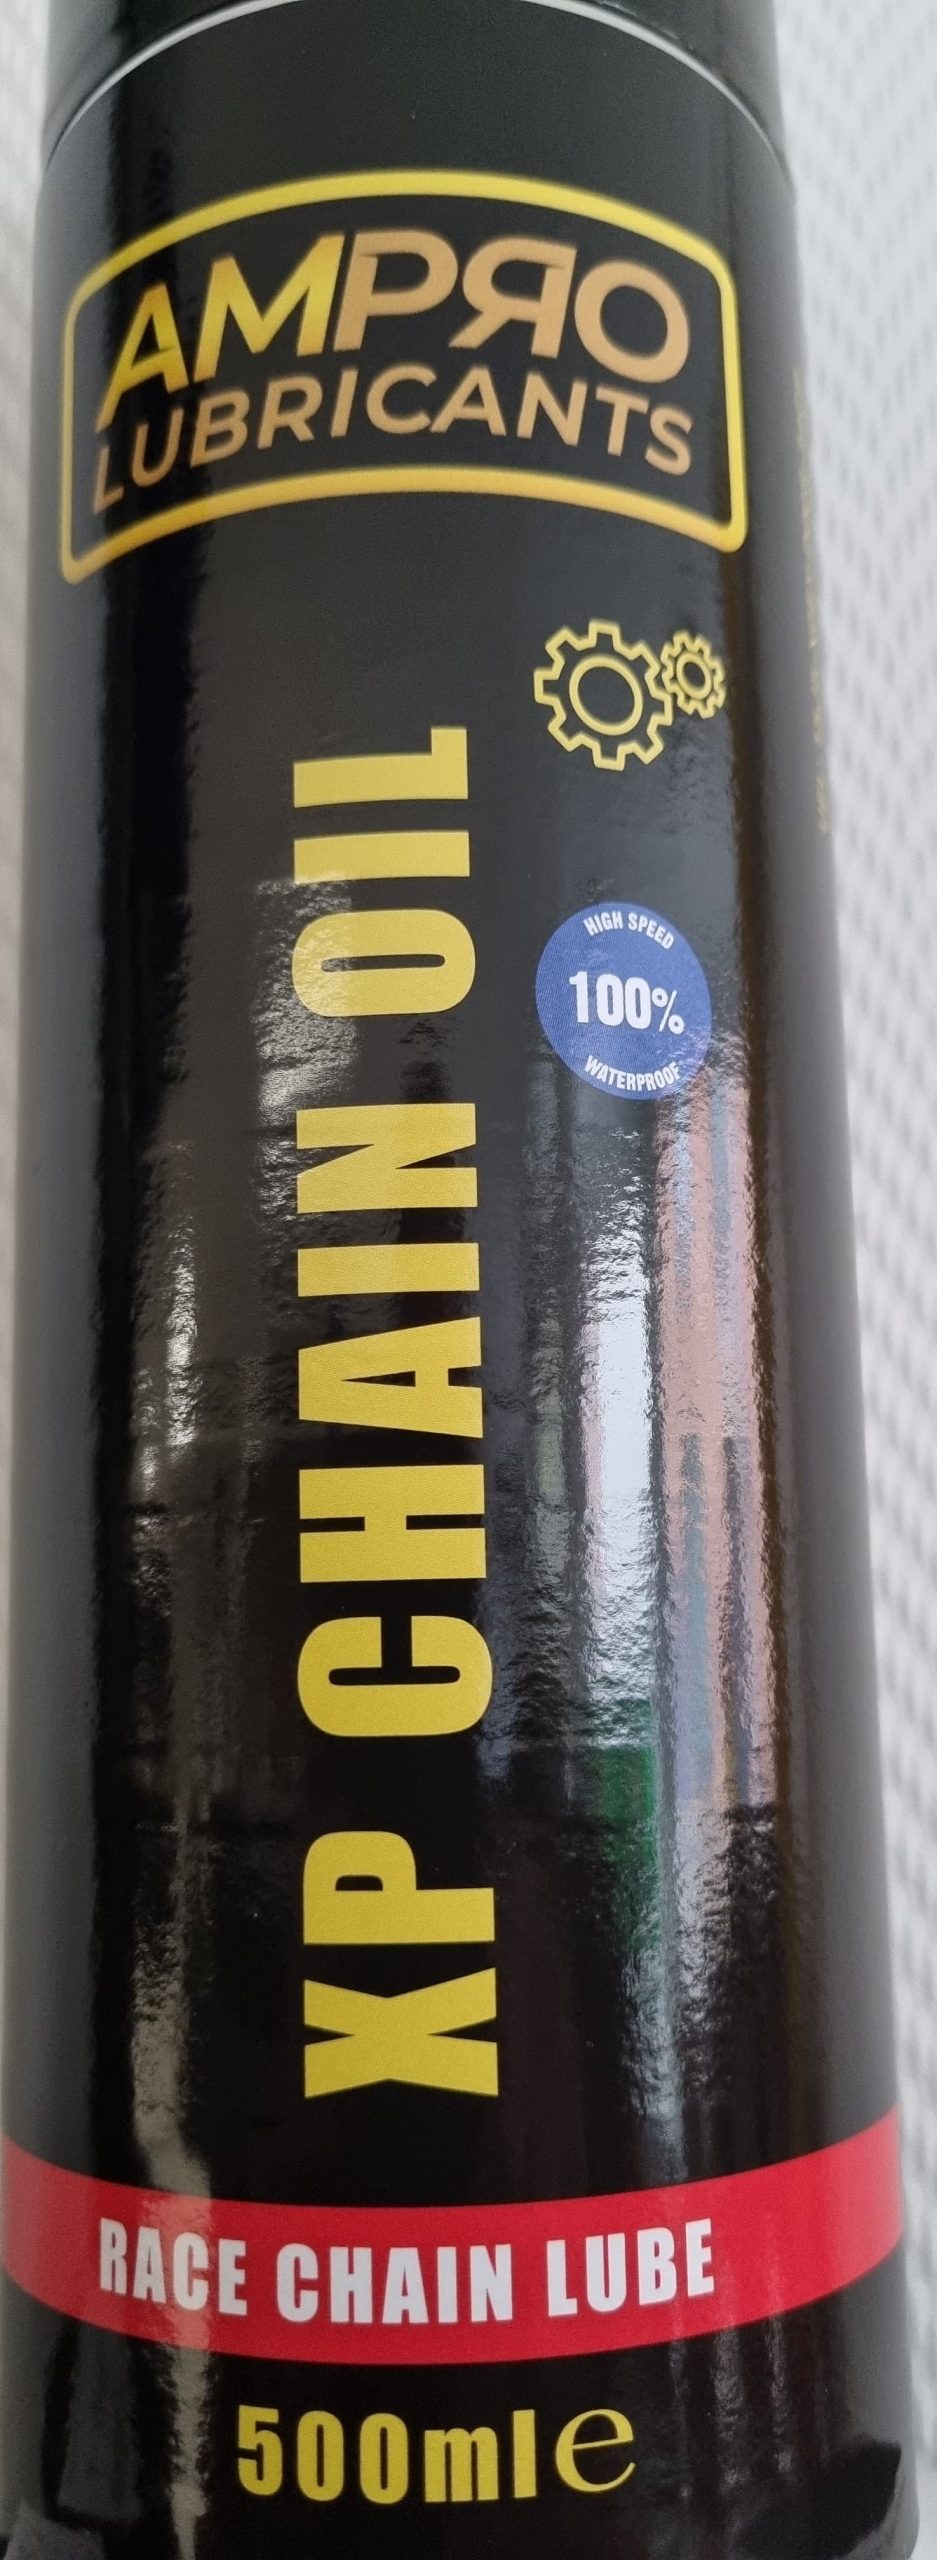 AMPRO
LUBRICANTS
XP CHAIN OIL
HIGH SPEED
100%
WATERPROOF
RACE CHAIN LUBE
500ml℮